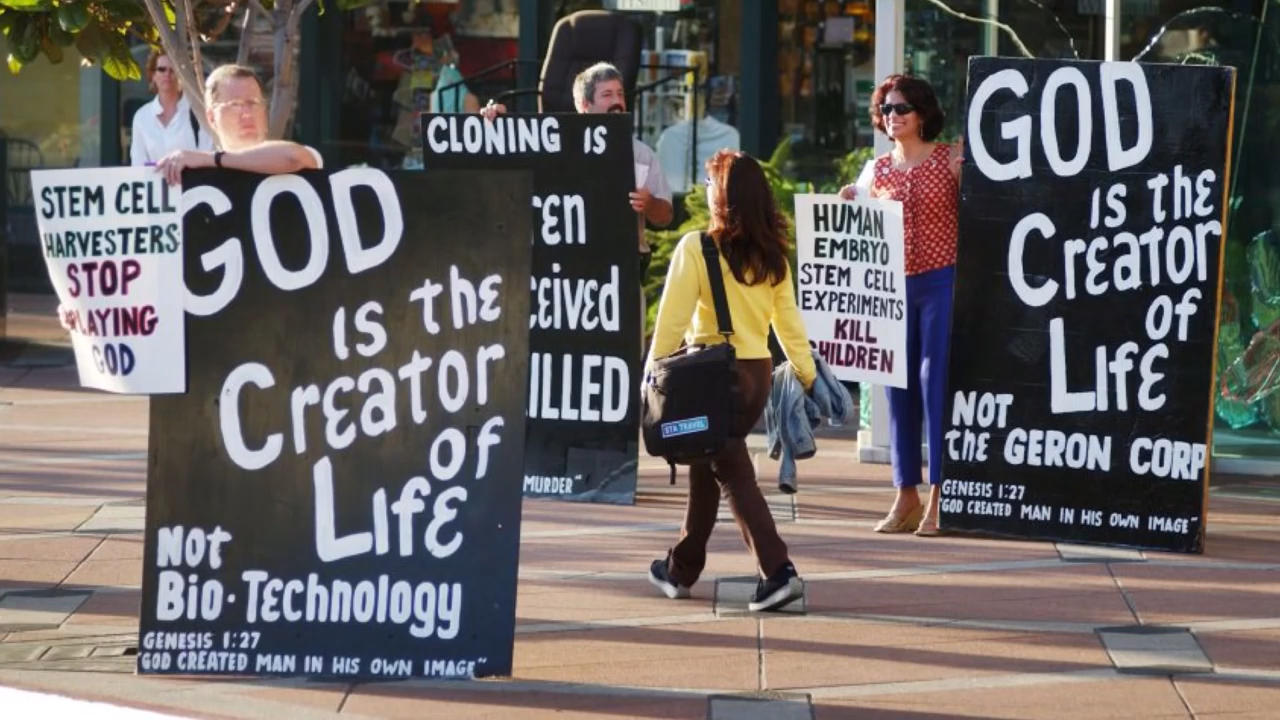 STEM CELL
HARVESTERS
STOP
PLAYING
GOD
GOD
is the
Creator
of
Life
Not
Bio-Technology
GENESIS 1:27
"GOD CREATED MAN IN HIS OWN IMAGE"
CLONING is
MURDER"
STA TRAVEL
HUMAN
EMBRYO
STEM CELL
EXPERIMENTS
KILL
CHILDREN
GOD
is the
Creator
of
Life
NOT
the GERON CORP
GENESIS 1:27
"GOD CREATED MAN IN HIS OWN IMAGE"